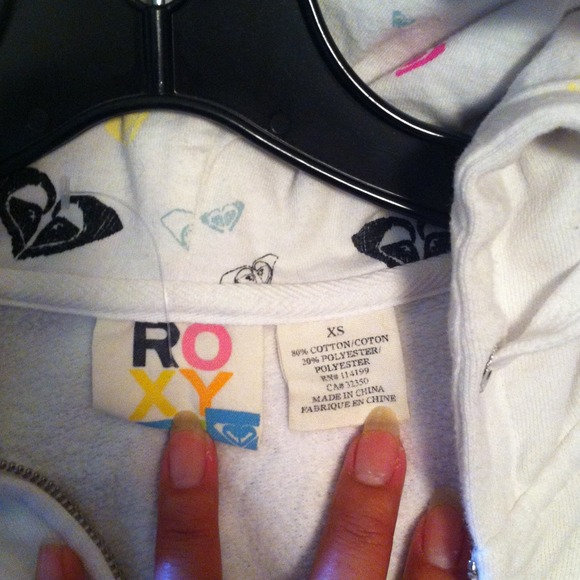 RO
XY
XS
80% COTTON/COTON
20% POLYESTER/
POLYESTER
RN# 114199
CA# 32350
MADE IN CHINA
FABRIQUE EN CHINE